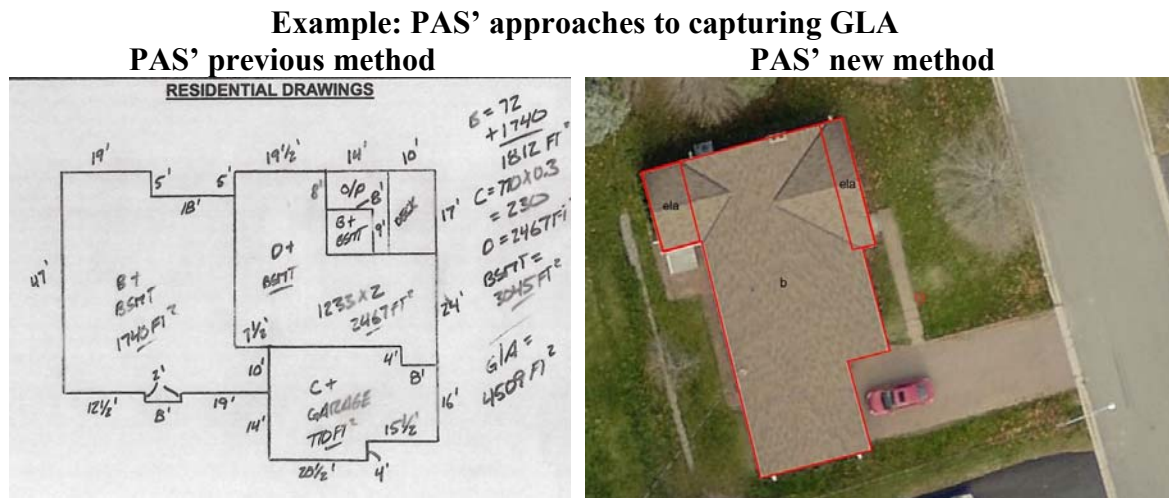 Example: PAS’ approaches to capturing GLA
PAS’ previous method
PAS’ new method
RESIDENTIAL DRAWINGS
19'
5'
18'
5'
19½'
14'
10'
8'
O/P
8'
B+
BSMT
9'
DECK
17'
47'
B+
BSMT
1740 FT²
D+
BSMT
1233 x 2
2467 FT²
24'
7½'
10'
4'
8'
12½'
2'
8'
19'
14'
C+
GARAGE
770 FT²
16'
15½'
20½'
4'
B = 72
+1740
1812 FT²
C = 770 x 0.3
= 230
D = 2467 FT²
BSMT =
3045 FT²
GLA =
4509 FT²
ela
ela
b